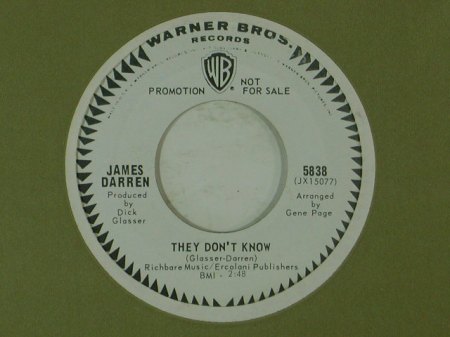 WARNER BROS.
RECORDS
WB
®
PROMOTION NOT FOR SALE
JAMES DARREN
Produced
by
Dick
Glasser
5838
(JX15077)
Arranged
by
Gene Page
THEY DON'T KNOW
(Glasser-Darren)
Richbare Music/Ercolani Publishers
BMI - 2:48